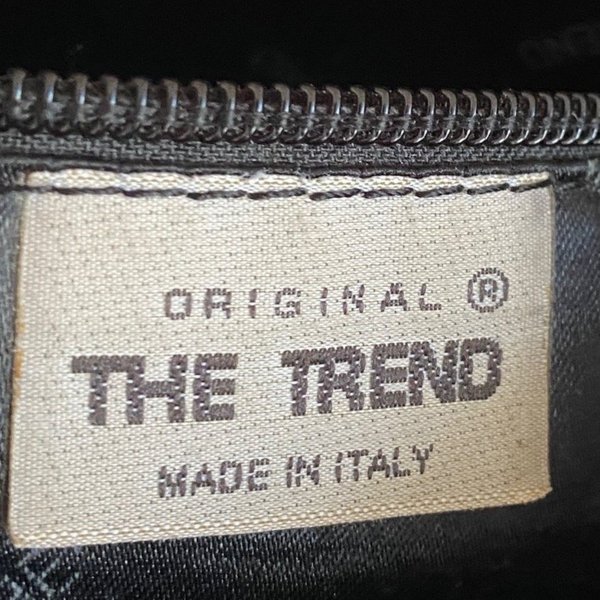 ORIGINAL ®
THE TREND
MADE IN ITALY